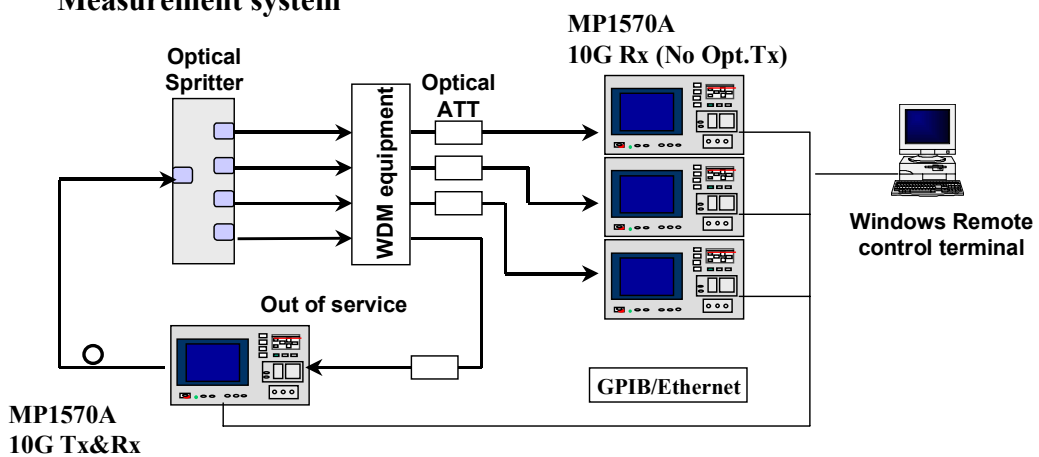 Measurement system
MP1570A
10G Rx (No Opt.Tx)
Optical
Spritter
WDM equipment
Optical
ATT
Windows Remote
control terminal
Out of service
GPIB/Ethernet
MP1570A
10G Tx&Rx